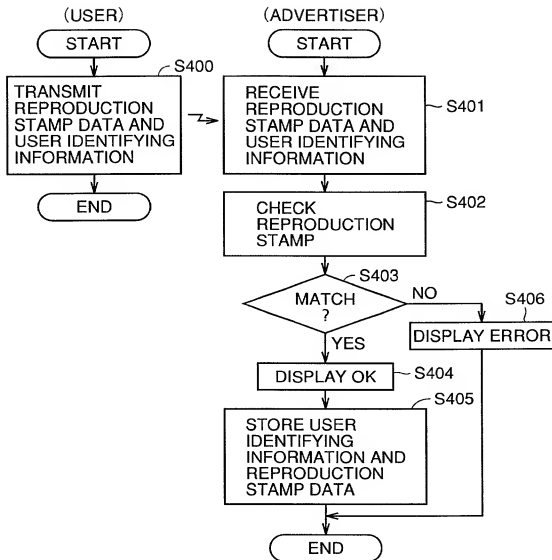 (USER)
START
S400
TRANSMIT
REPRODUCTION
STAMP DATA AND
USER IDENTIFYING
INFORMATION
END
(ADVERTISER)
START
RECEIVE
REPRODUCTION
STAMP DATA AND
USER IDENTIFYING
INFORMATION
S401
CHECK
REPRODUCTION
STAMP
S402
S403
MATCH
?
NO
YES
S406
DISPLAY ERROR
DISPLAY OK
S404
S405
STORE USER
IDENTIFYING
INFORMATION AND
REPRODUCTION
STAMP DATA
END